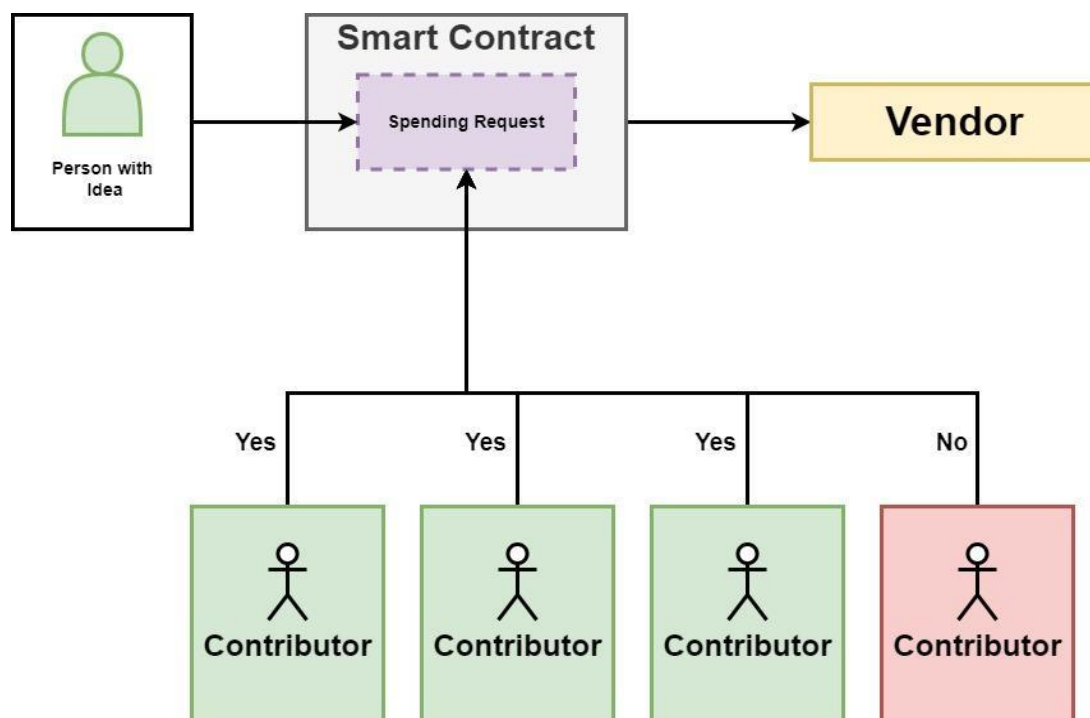 Smart Contract
Spending Request
Vendor
Person with
Idea
Yes
Yes
Yes
No
Contributor
Contributor
Contributor
Contributor